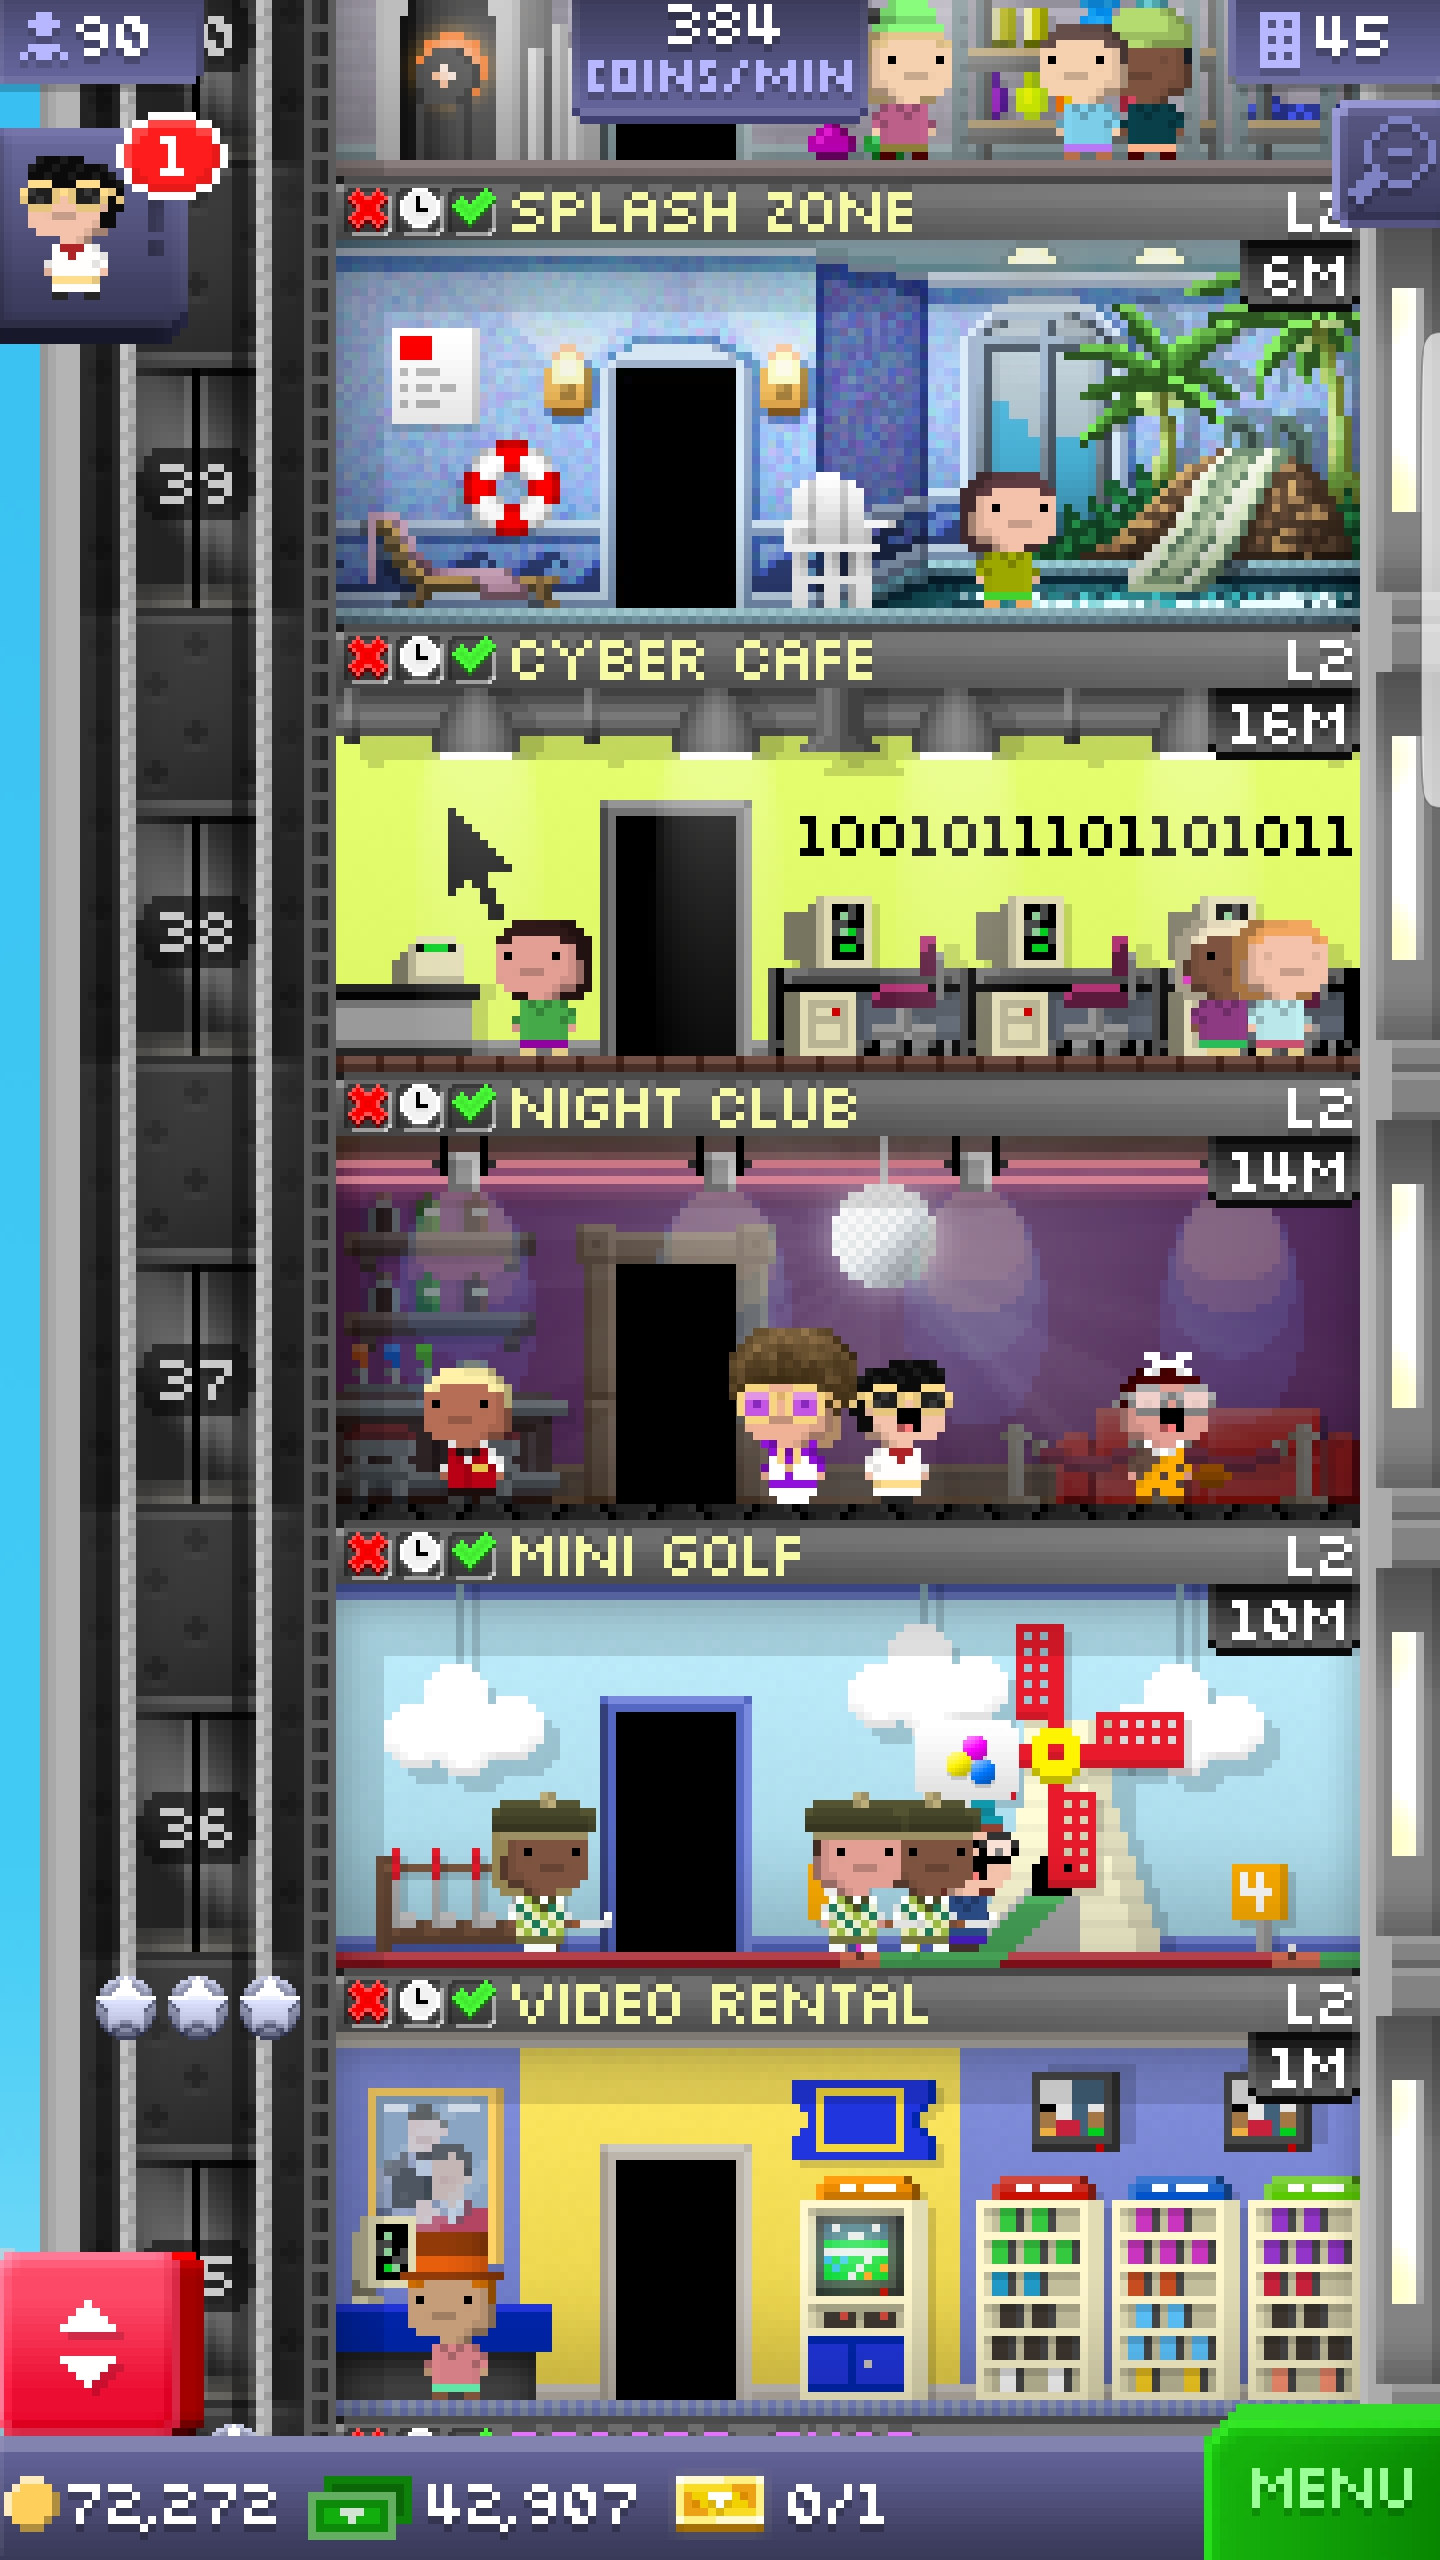 90
0
384
COINS/MIN
45
1
SPLASH ZONE
L2
6M
39
CYBER CAFE
L2
16M
1001011101101011
38
NIGHT CLUB
L2
14M
37
MINI GOLF
L2
10M
36
4
VIDEO RENTAL
L2
1M
5
72,272
42,907
0/1
MENU